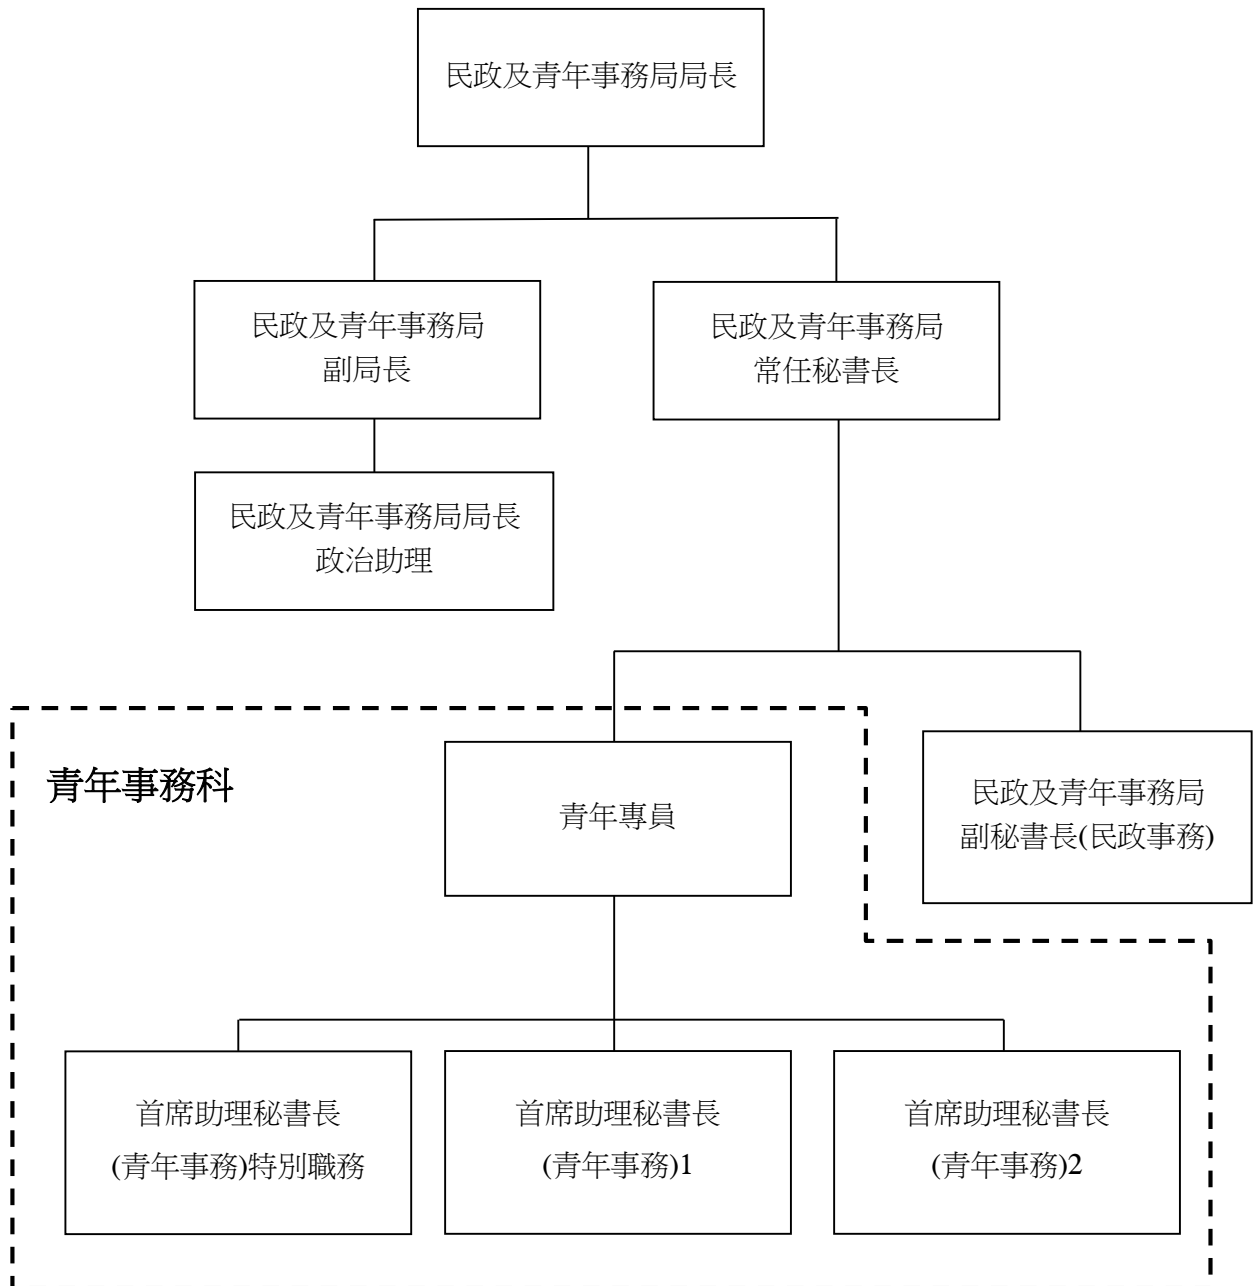 民政及青年事務局局長
民政及青年事務局
副局長
民政及青年事務局
常任秘書長
民政及青年事務局局長
政治助理
青年事務科
青年專員
民政及青年事務局
副秘書長(民政事務)
首席助理秘書長
(青年事務)特別職務
首席助理秘書長
(青年事務)1
首席助理秘書長
(青年事務)2